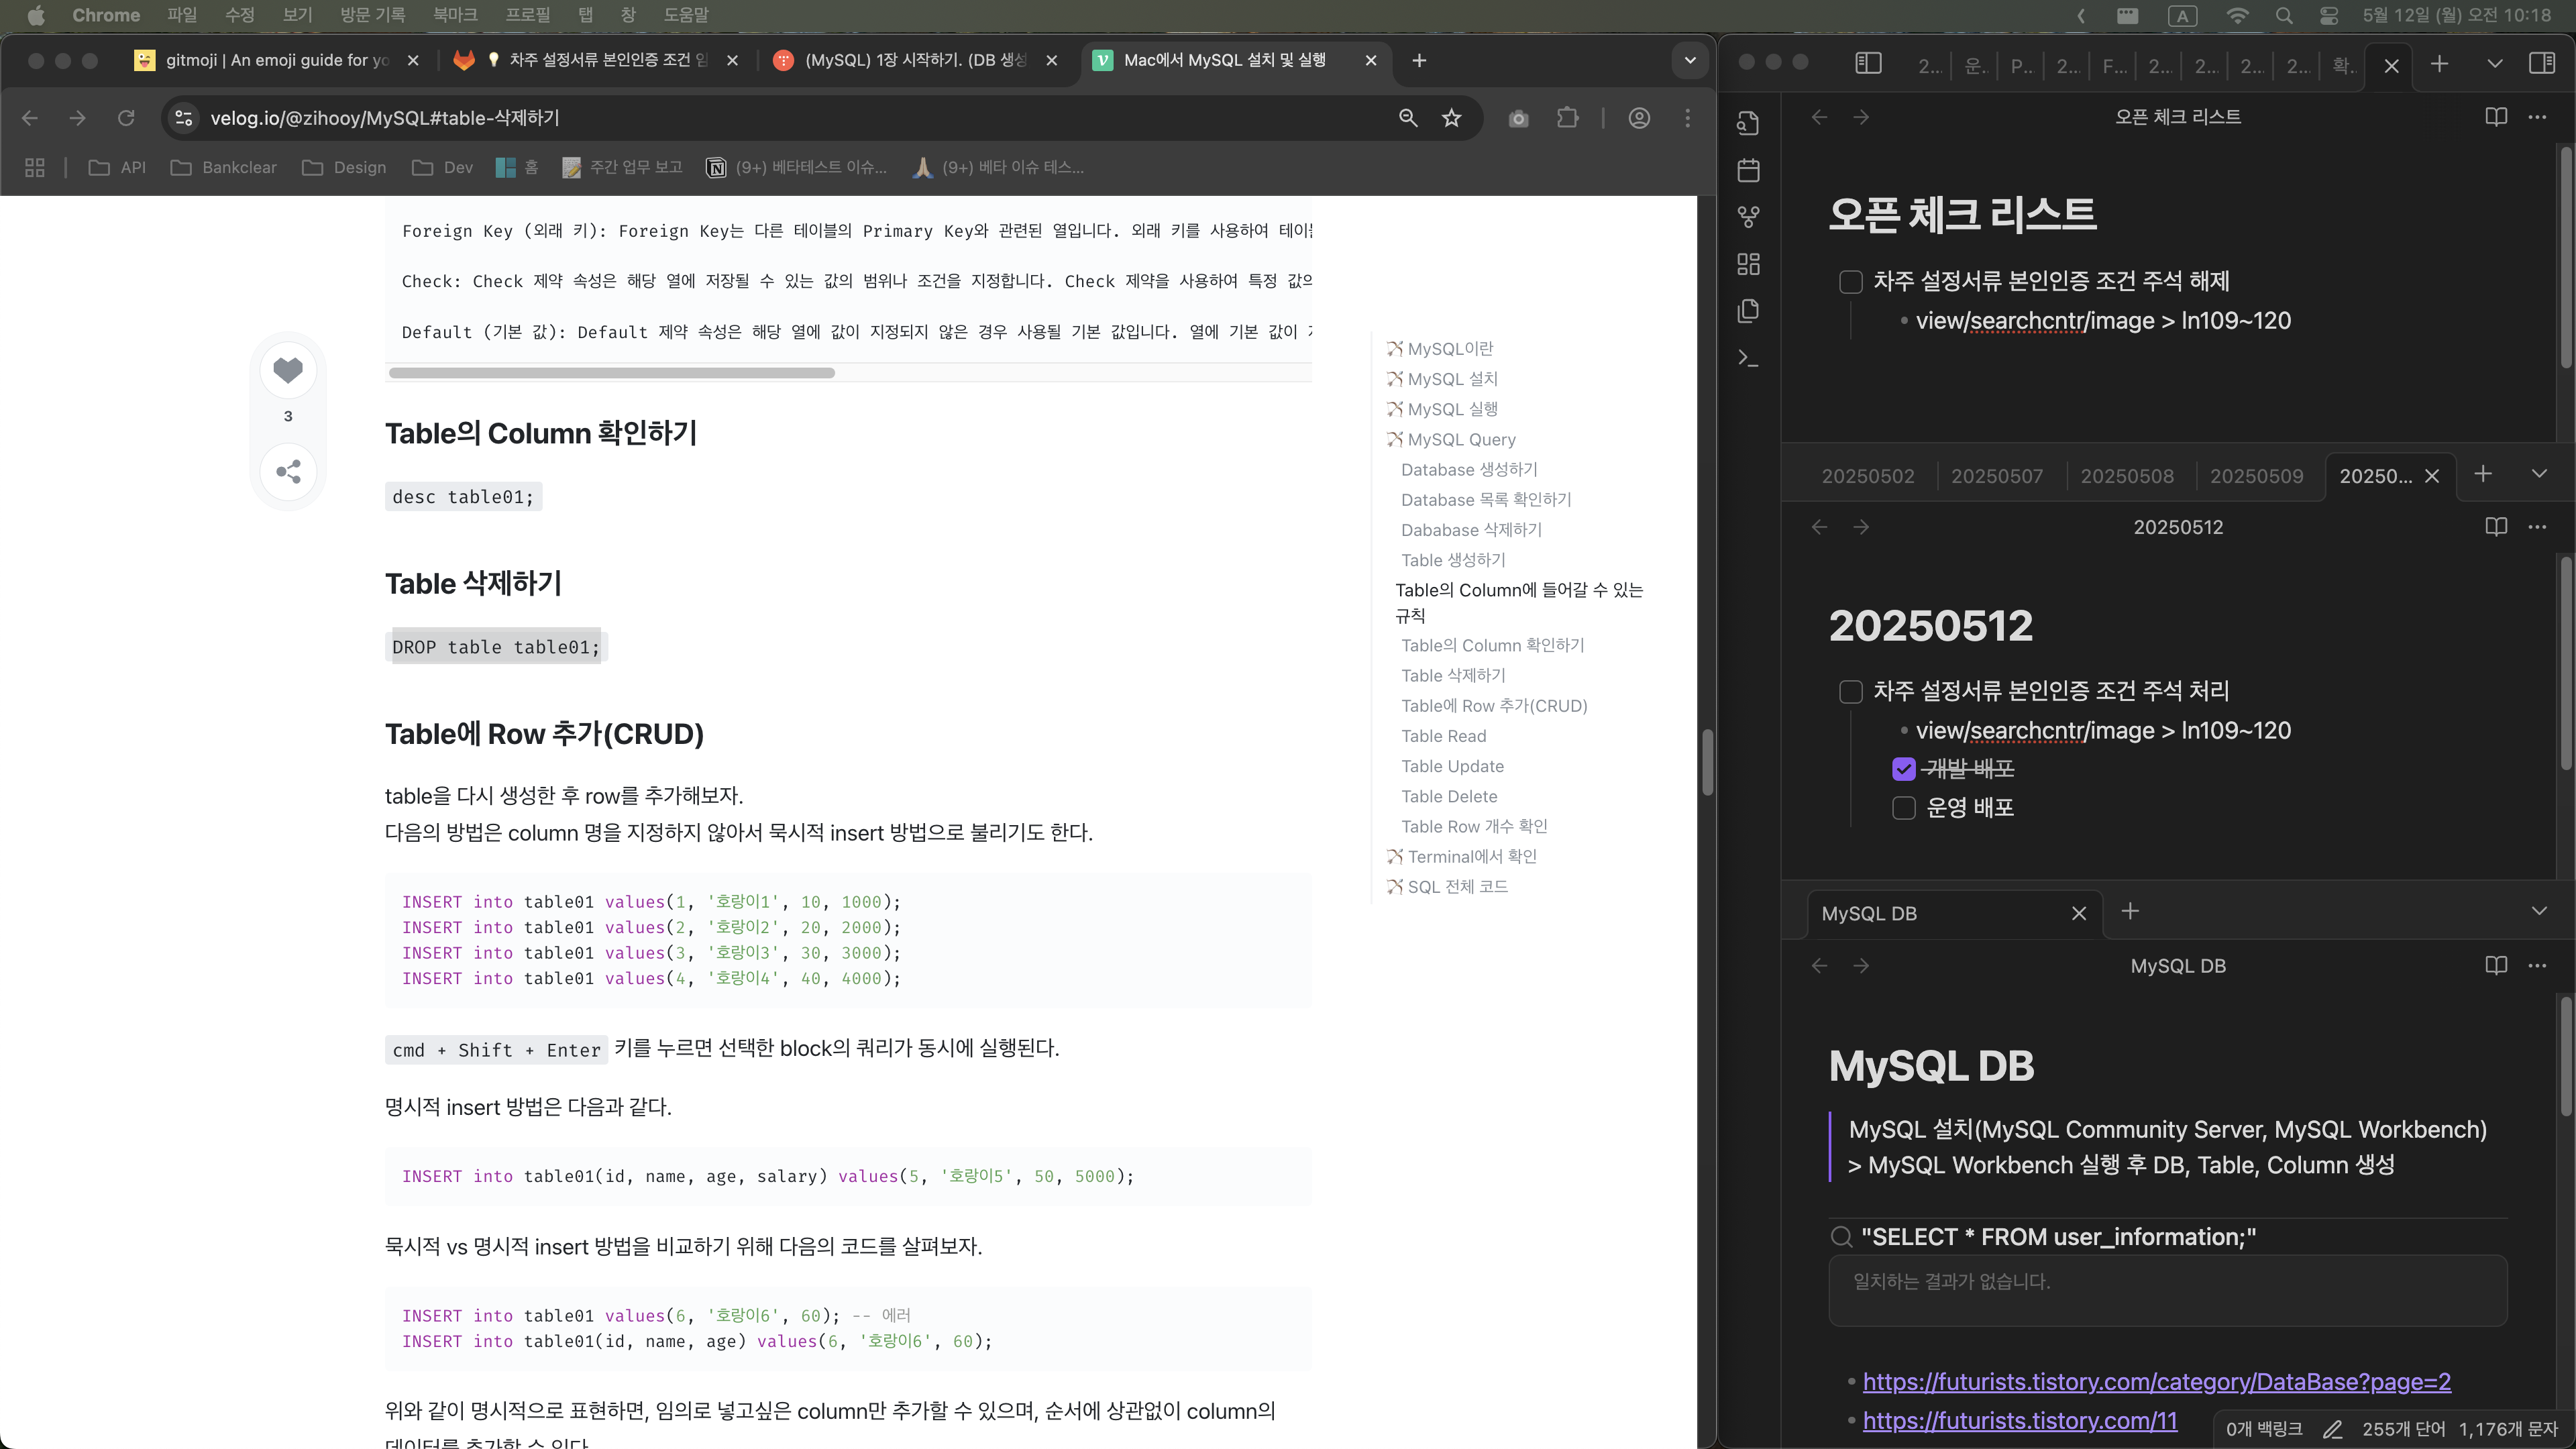 Chrome 파일 수정 보기 방문 기록 북마크 프로필 탭 창 도움말 A 5월 12일 (월) 오전 10:18
gitmoji | An emoji guide for yo
차주 설정서류 본인인증 조건 임
(MySQL) 1장 시작하기. (DB 생성
Mac에서 MySQL 설치 및 실행
velog.io/@zihooy/MySQL#table-삭제하기
API Bankclear Design Dev 홈 주간 업무 보고 (9+) 베타테스트 이슈... (9+) 베타 이슈 테스...
Foreign Key (외래 키): Foreign Key는 다른 테이블의 Primary Key와 관련된 열입니다. 외래 키를 사용하여
Check: Check 제약 속성은 해당 열에 저장될 수 있는 값의 범위나 조건을 지정합니다. Check 제약을 사용하여 특정 값의
Default (기본 값): Default 제약 속성은 해당 열에 값이 지정되지 않은 경우 사용될 기본 값입니다. 열에 기본 값이
3
Table의 Column 확인하기
desc table01;
Table 삭제하기
DROP table table01;
Table에 Row 추가(CRUD)
table을 다시 생성한 후 row를 추가해보자.
다음의 방법은 column 명을 지정하지 않아서 묵시적 insert 방법으로 불리기도 한다.
INSERT into table01 values(1, '호랑이1', 10, 1000);
INSERT into table01 values(2, '호랑이2', 20, 2000);
INSERT into table01 values(3, '호랑이3', 30, 3000);
INSERT into table01 values(4, '호랑이4', 40, 4000);
cmd + Shift + Enter 키를 누르면 선택한 block의 쿼리가 동시에 실행된다.
명시적 insert 방법은 다음과 같다.
INSERT into table01(id, name, age, salary) values(5, '호랑이5', 50, 5000);
묵시적 vs 명시적 insert 방법을 비교하기 위해 다음의 코드를 살펴보자.
INSERT into table01 values(6, '호랑이6', 60); -- 에러
INSERT into table01(id, name, age) values(6, '호랑이6', 60);
위와 같이 명시적으로 표현하면, 임의로 넣고싶은 column만 추가할 수 있으며, 순서에 상관없이 column의
데이터를 추가할 수 있다.
MySQL이란
MySQL 설치
MySQL 실행
MySQL Query
Database 생성하기
Database 목록 확인하기
Dababase 삭제하기
Table 생성하기
Table의 Column에 들어갈 수 있는
규칙
Table의 Column 확인하기
Table 삭제하기
Table에 Row 추가(CRUD)
Table Read
Table Update
Table Delete
Table Row 개수 확인
Terminal에서 확인
SQL 전체 코드
2... 운.. P... 2... F... 2... 2... 2... 2... 확..
오픈 체크 리스트
오픈 체크 리스트
차주 설정서류 본인인증 조건 주석 해제
view/searchcntr/image > ln109~120
20250502 20250507 20250508 20250509 20250...
20250512
20250512
차주 설정서류 본인인증 조건 주석 처리
view/searchcntr/image > ln109~120
개발 배포
운영 배포
MySQL DB
MySQL DB
MySQL DB
MySQL 설치(MySQL Community Server, MySQL Workbench)
> MySQL Workbench 실행 후 DB, Table, Column 생성
"SELECT * FROM user_information;"
일치하는 결과가 없습니다.
https://futurists.tistory.com/category/DataBase?page=2
https://futurists.tistory.com/11
0개 백링크 255개 단어 1,176개 문자